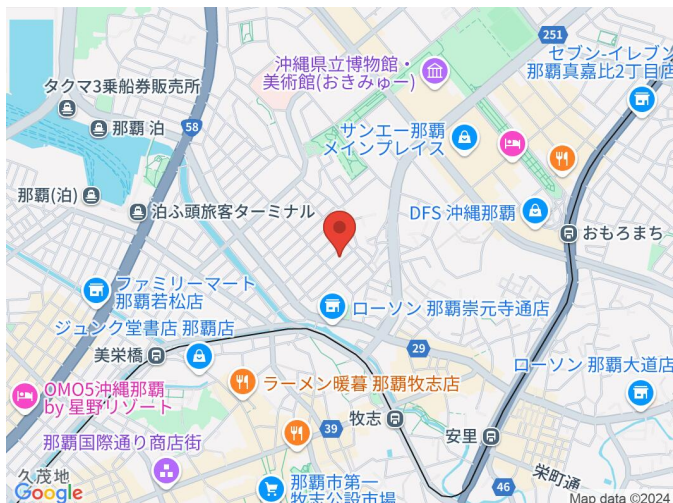 251
セブン-イレブン
那覇真嘉比2丁目店
沖縄県立博物館・
美術館(おきみゅー)
タクマ3乗船券販売所
58
那覇 泊
サンエー那覇
メインプレイス
那覇(泊)
泊ふ頭旅客ターミナル
DFS 沖縄那覇
おもろまち
ファミリーマート
那覇若松店
ローソン 那覇崇元寺通店
ジュンク堂書店 那覇店
29
美栄橋
ローソン 那覇大道店
OMO5沖縄那覇
by 星野リゾート
ラーメン暖暮 那覇牧志店
牧志
39
安里
那覇国際通り商店街
久茂地
栄町通
46
那覇市第一
牧志公設市場
Google
Map data ©2024